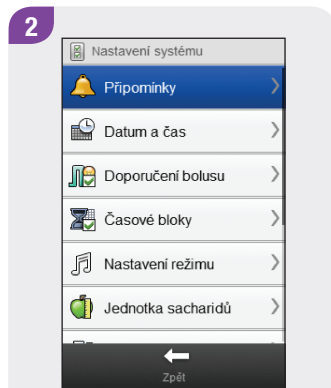 2
Nastavení systému
Připomínky
Datum a čas
Doporučení bolusu
Časové bloky
Nastavení režimu
Jednotka sacharidů
Zpět